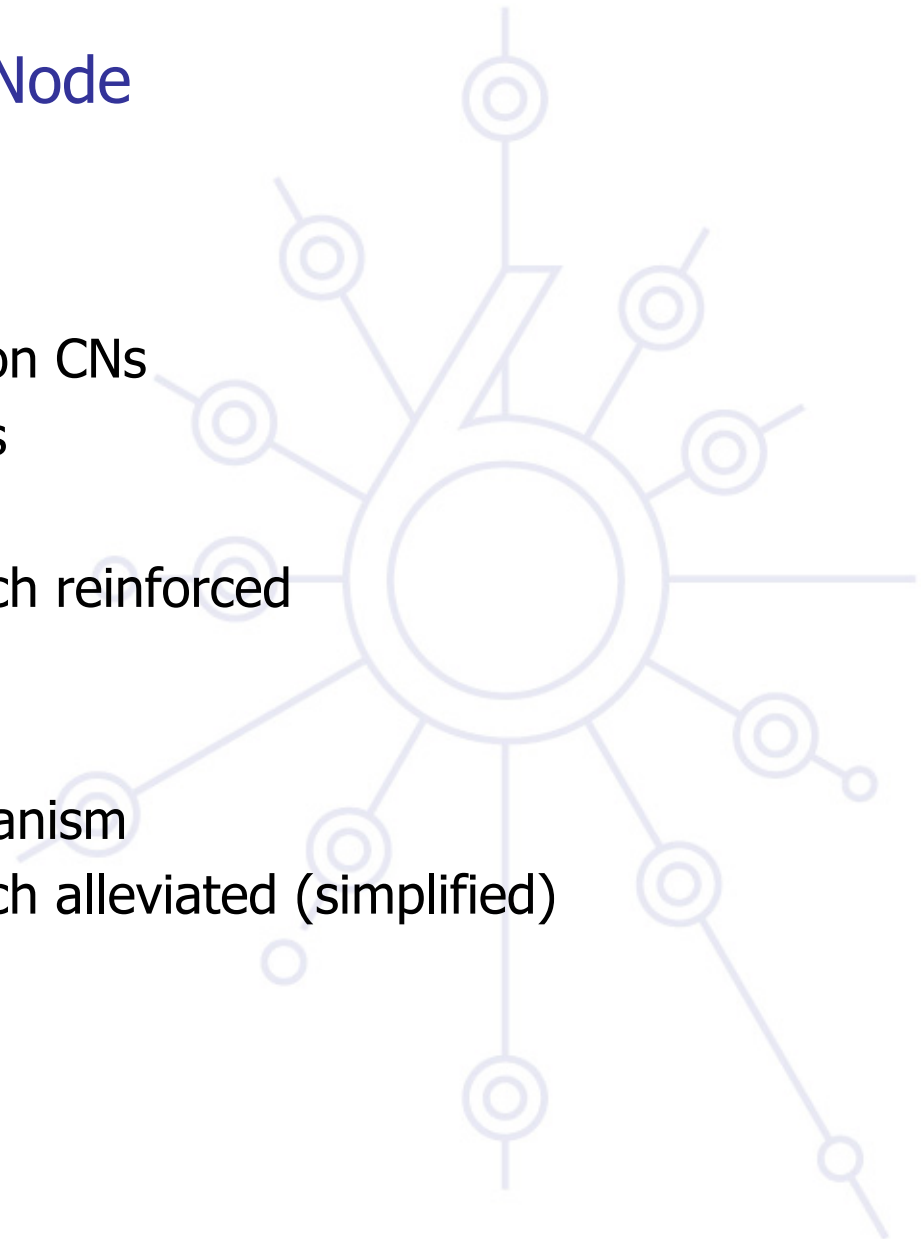 Node
on CNs
s
ch reinforced
anism
ch alleviated (simplified)